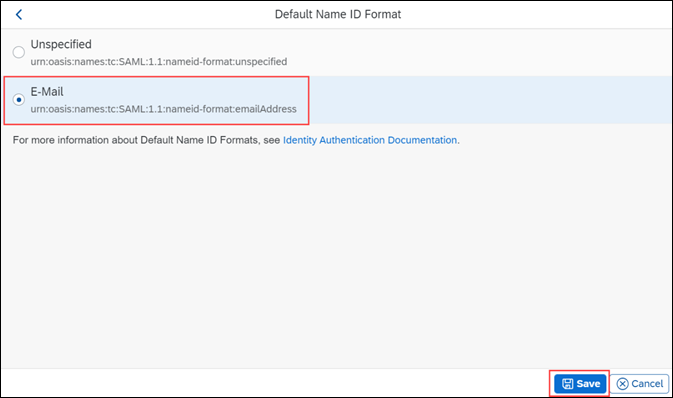 Default Name ID Format
Unspecified
urn:oasis:names:tc:SAML:1.1:nameid-format:unspecified
E-Mail
urn:oasis:names:tc:SAML:1.1:nameid-format:emailAddress
For more information about Default Name ID Formats, see Identity Authentication Documentation.
Save Cancel